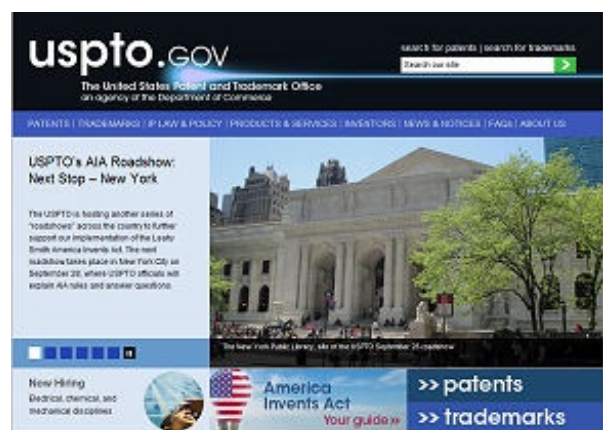 uspto.GOV
search for patents | search for trademarks
Search our site
The United States Patent and Trademark Office
an agency of the Department of Commerce
PATENTS | TRADEMARKS | IP LAW & POLICY | PRODUCTS & SERVICES | INVENTORS | NEWS & NOTICES | FAQs | ABOUT US
USPTO's AIA Roadshow:
Next Stop – New York
The USPTO is hosting another series of
"roadshows" across the country to further
support our implementation of the Leahy
Smith America Invents Act. The next
roadshow takes place in New York City on
September 28, where USPTO officials will
explain AIA rules and answer questions.
The New York Public Library, site of the USPTO September 28 roadshow
Now Hiring
Electrical, chemical, and
mechanical disciplines
America
Invents Act
Your guide »
>> patents
>> trademarks